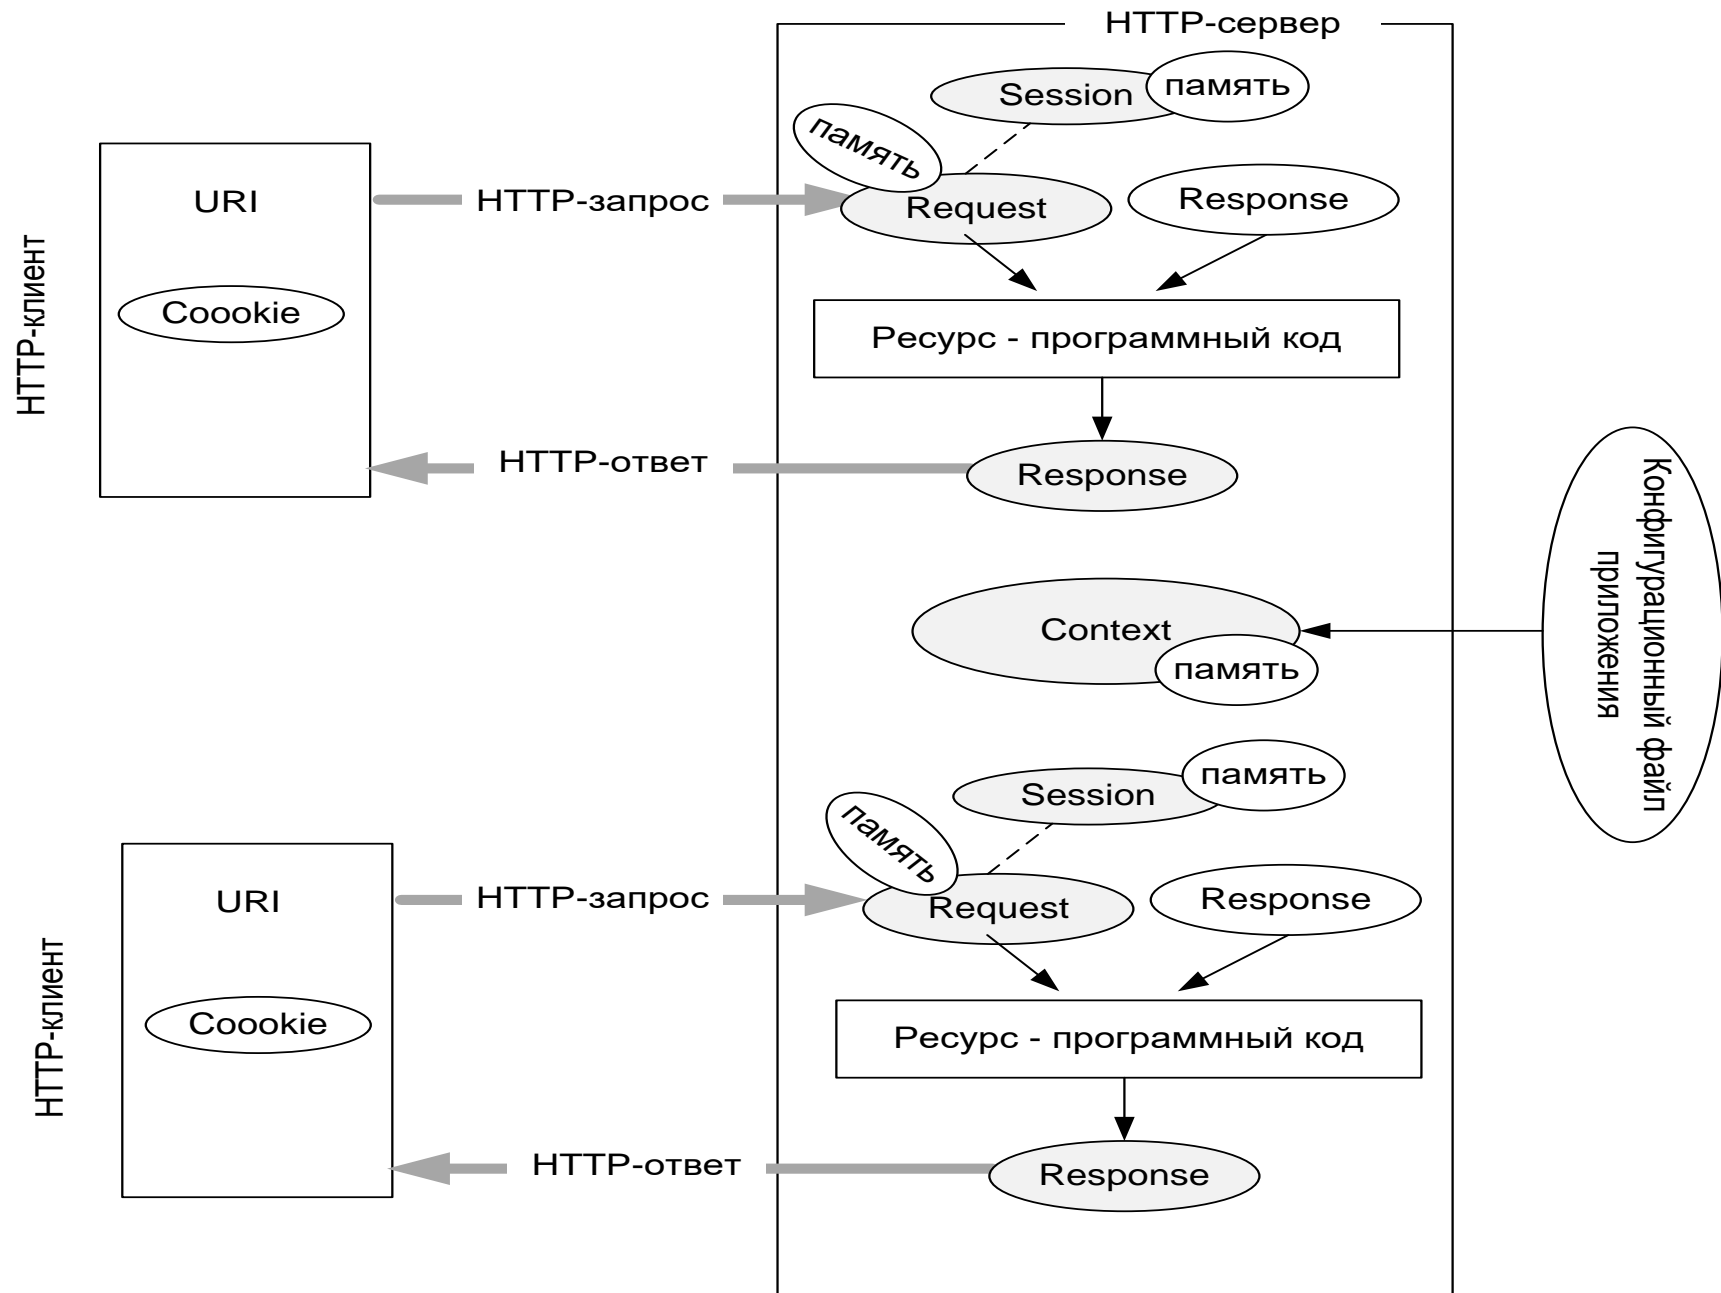 HTTP-сервер
Session
память
память
Request
Response
URI
HTTP-запрос
Coookie
HTTP-клиент
Ресурс - программный код
HTTP-ответ
Response
Context
память
Конфигурационный файл
приложения
Session
память
память
Request
Response
URI
HTTP-запрос
Coookie
HTTP-клиент
Ресурс - программный код
HTTP-ответ
Response